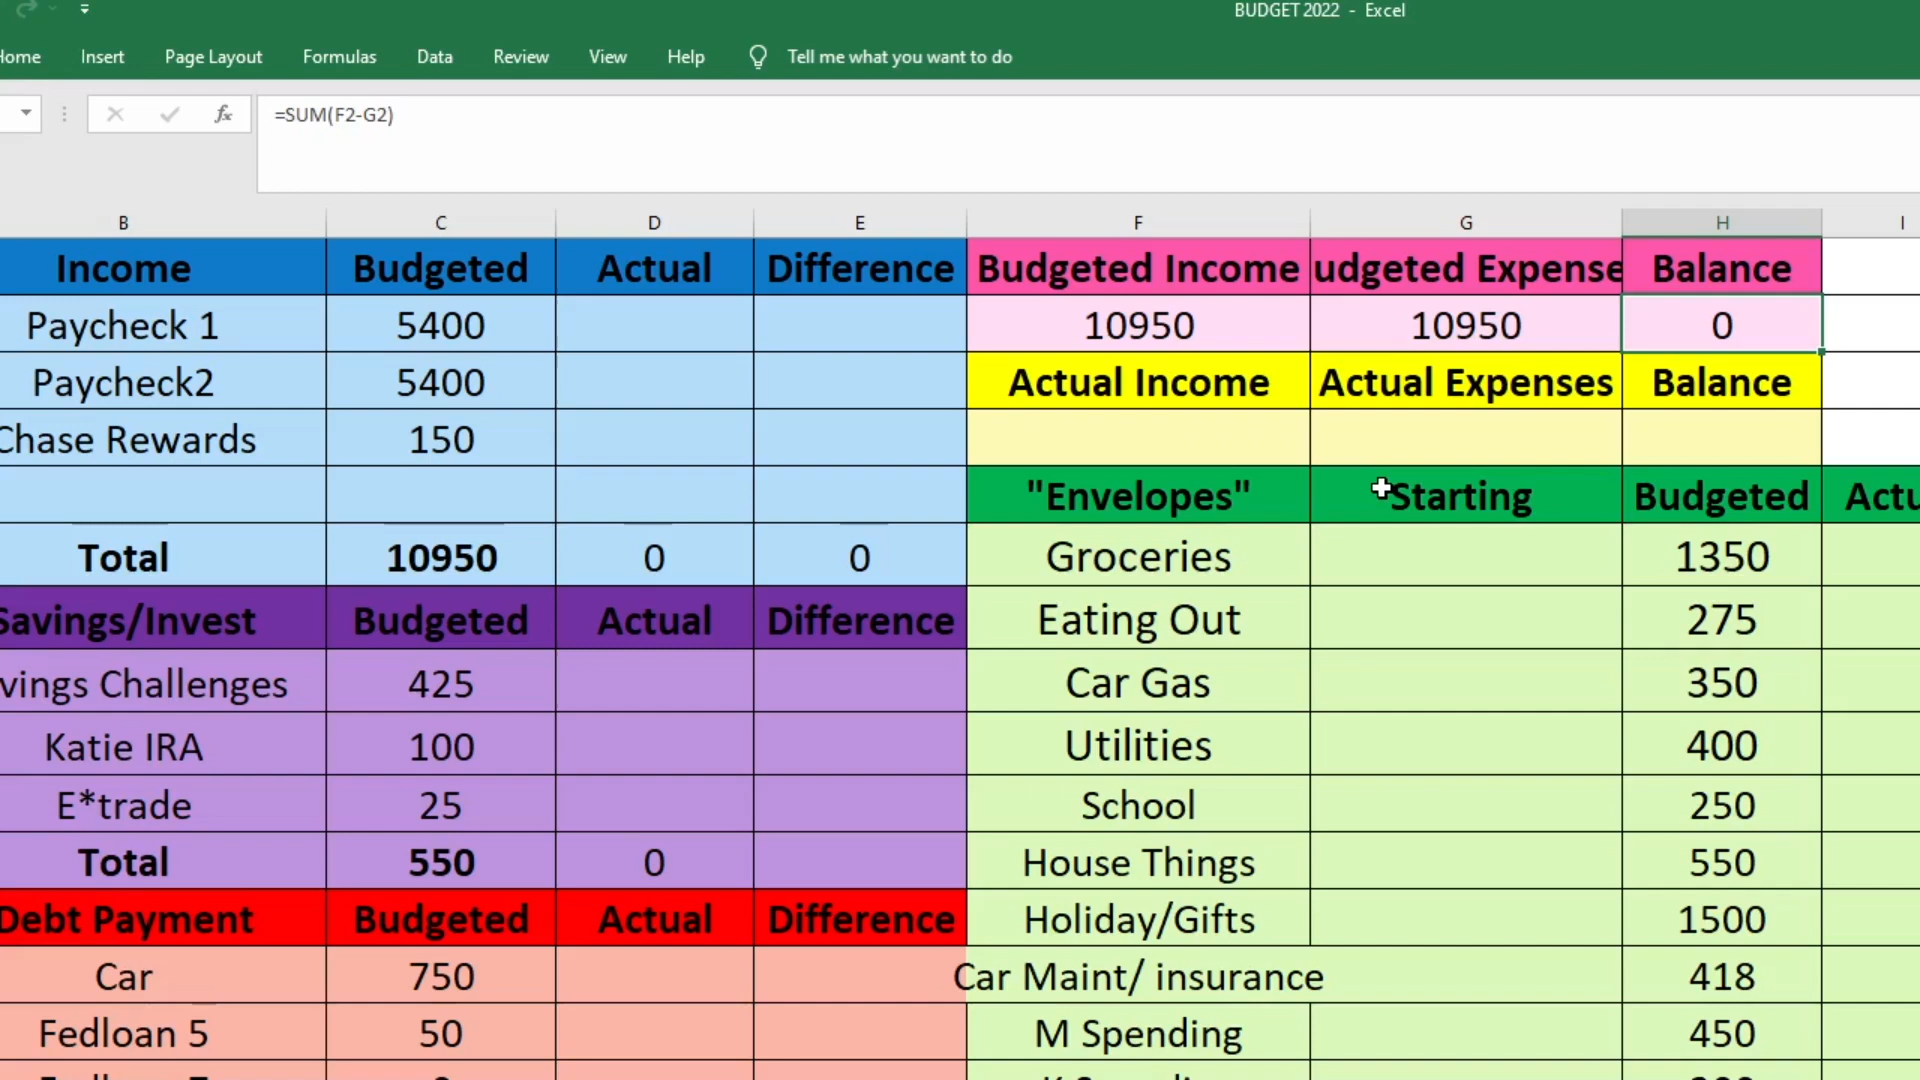 BUDGET 2022 - Excel
Home Insert Page Layout Formulas Data Review View Help Tell me what you want to do
fx =SUM(F2-G2)
B C D E F G H I
Income Budgeted Actual Difference Budgeted Income udgeted Expense Balance
Paycheck 1 5400 10950 10950 0
Paycheck2 5400 Actual Income Actual Expenses Balance
Chase Rewards 150
"Envelopes" Starting Budgeted Actu
Total 10950 0 0 Groceries 1350
Savings/Invest Budgeted Actual Difference Eating Out 275
vings Challenges 425 Car Gas 350
Katie IRA 100 Utilities 400
E*trade 25 School 250
Total 550 0 House Things 550
Debt Payment Budgeted Actual Difference Holiday/Gifts 1500
Car 750 Car Maint/ insurance 418
Fedloan 5 50 M Spending 450